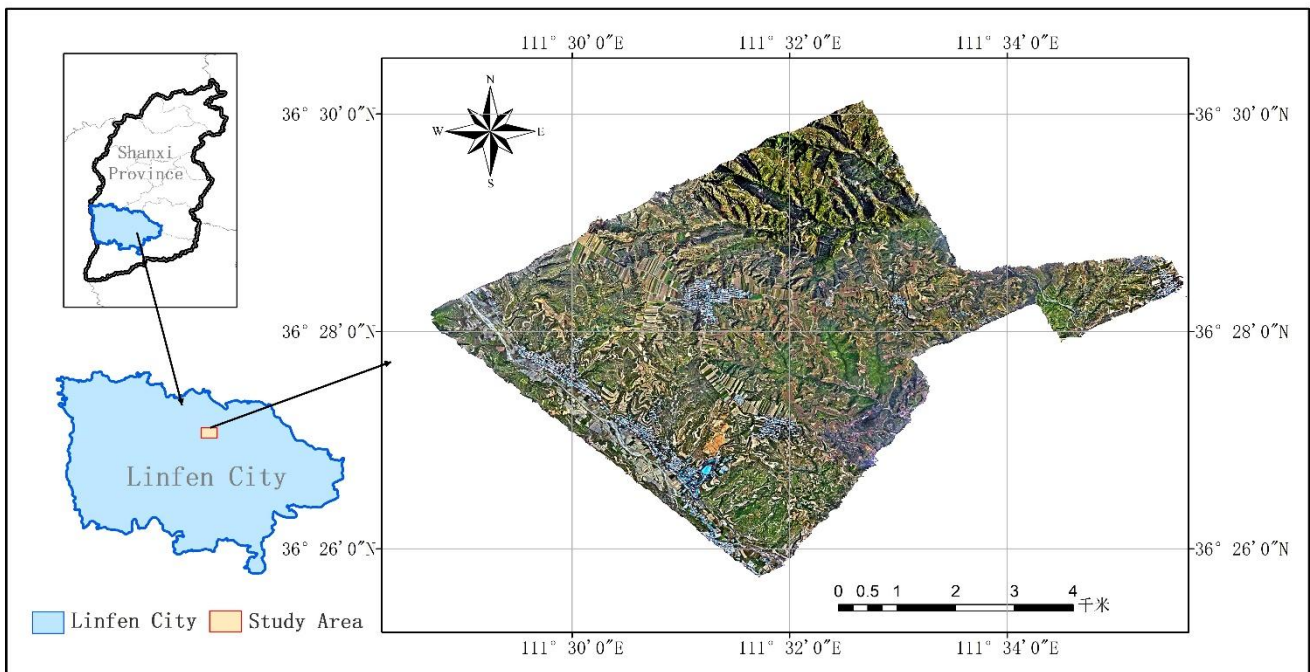 Shanxi
Province
Linfen City
Linfen City
Study Area
111° 30′0″E
111° 32′0″E
111° 34′0″E
36° 30′0″N
36° 30′0″N
36° 28′0″N
36° 28′0″N
36° 26′0″N
36° 26′0″N
N
W
E
S
0 0.5 1 2 3 4
千米
111° 30′0″E
111° 32′0″E
111° 34′0″E